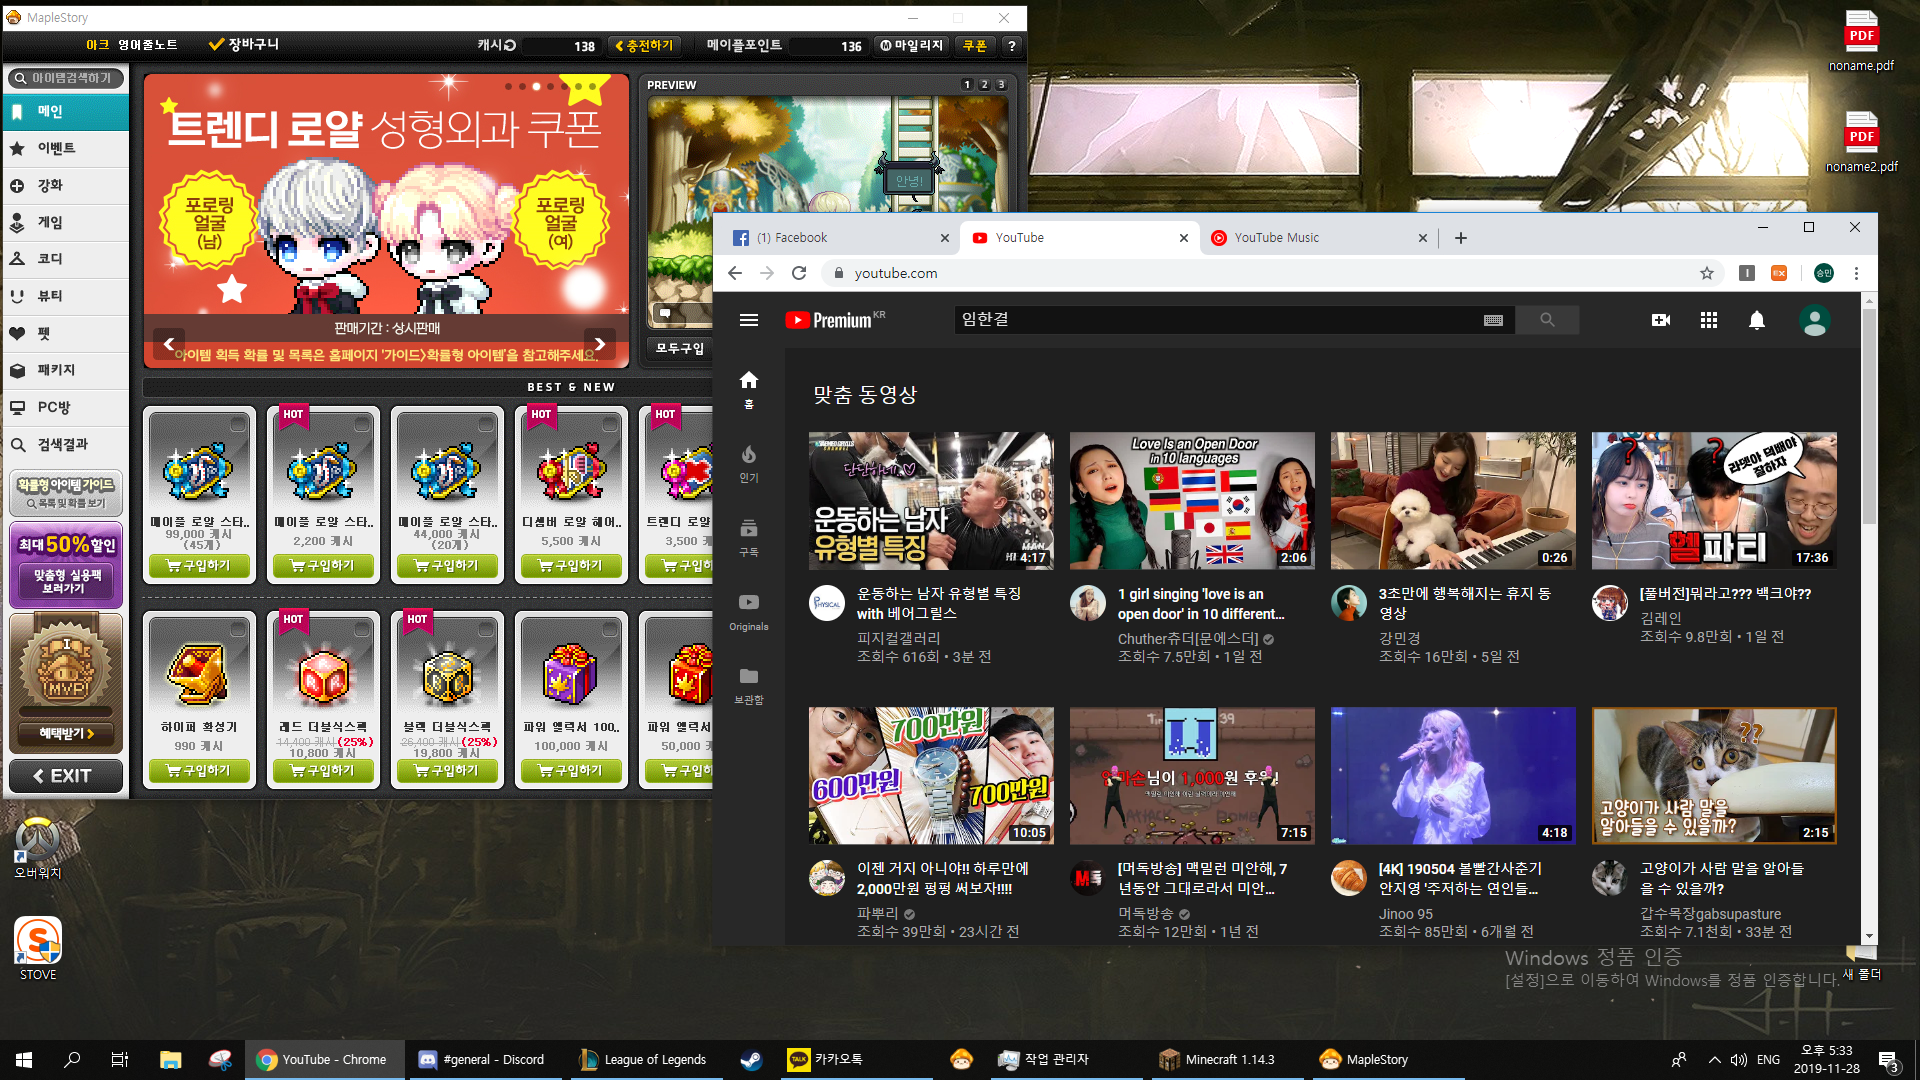 MapleStory
아크 영어줄노트
장바구니
캐시
138
충전하기
메이플포인트
136
마일리지
쿠폰
?
아이템검색하기
메인
이벤트
강화
게임
코디
뷰티
펫
패키지
PC방
검색결과
확률형 아이템 가이드
목록 및 확률 보기
최대 50% 할인
맞춤형 실용팩
보러가기
MVP
혜택받기
EXIT
트렌디 로얄 성형외과 쿠폰
포로링
얼굴
(남)
포로링
얼굴
(여)
판매기간 : 상시판매
아이템 획득 확률 및 목록은 홈페이지 '가이드>확률형 아이템'을 참고해주세요.
PREVIEW
1 2 3
안녕!
모두구입
BEST & NEW
메이플 로얄 스타..
99,000 캐시
(45개)
구입하기
HOT
메이플 로얄 스타..
2,200 캐시
구입하기
메이플 로얄 스타..
44,000 캐시
(20개)
구입하기
HOT
디셈버 로얄 헤어..
5,500 캐시
구입하기
HOT
트렌디 로얄
3,500
구입하
하이퍼 확성기
990 캐시
구입하기
HOT
레드 더블식스팩
14,400 캐시 (25%)
10,800 캐시
구입하기
HOT
블랙 더블식스팩
26,400 캐시 (25%)
19,800 캐시
구입하기
파워 엘릭서 100..
100,000 캐시
구입하기
파워 엘릭서
50,000
구입하
(1) Facebook
YouTube
YouTube Music
youtube.com
승민
Premium KR
임한결
홈
인기
구독
Originals
보관함
맞춤 동영상
단단하네
운동하는 남자
유형별 특징
4:17
운동하는 남자 유형별 특징
with 베어그릴스
피지컬갤러리
조회수 616회 • 3분 전
Love Is an Open Door
in 10 languages
2:06
1 girl singing 'love is an
open door' in 10 different...
Chuther츄더[문에스더]
조회수 7.5만회 • 1일 전
0:26
3초만에 행복해지는 휴지 동
영상
강민경
조회수 16만회 • 5일 전
라뎃아 덕배야
잘하자
헬파티
17:36
[풀버전]뭐라고??? 백크야??
김레인
조회수 9.8만회 • 1일 전
700만원
600만원
700만원
10:05
이젠 거지 아니야!! 하루만에
2,000만원 펑펑 써보자!!!!
파뿌리
조회수 39만회 • 23시간 전
39
님이 1,000원 후원!
7:15
[머독방송] 맥밀런 미안해, 7
년동안 그대로라서 미안...
머독방송
조회수 12만회 • 1년 전
4:18
[4K] 190504 볼빨간사춘기
안지영 '주저하는 연인들...
Jinoo 95
조회수 85만회 • 6개월 전
??
고양이가 사람 말을
알아들을 수 있을까?
2:15
고양이가 사람 말을 알아들
을 수 있을까?
갑수목장gabsupasture
조회수 7.1천회 • 33분 전
PDF
noname.pdf
PDF
noname2.pdf
오버워치
STOVE
새 폴더
Windows 정품 인증
[설정]으로 이동하여 Windows를 정품 인증합니다.
YouTube - Chrome
#general - Discord
League of Legends
TALK
카카오톡
작업 관리자
Minecraft 1.14.3
MapleStory
ENG
오후 5:33
2019-11-28
3